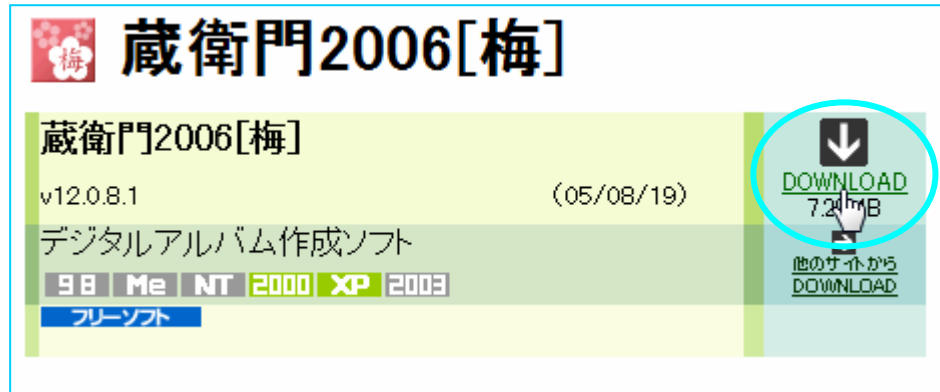 梅
蔵衛門2006[梅]
蔵衛門2006[梅]
v12.0.8.1 (05/08/19)
デジタルアルバム作成ソフト
98 Me NT 2000 XP 2003
フリーソフト
DOWNLOAD
他のサイトから
DOWNLOAD